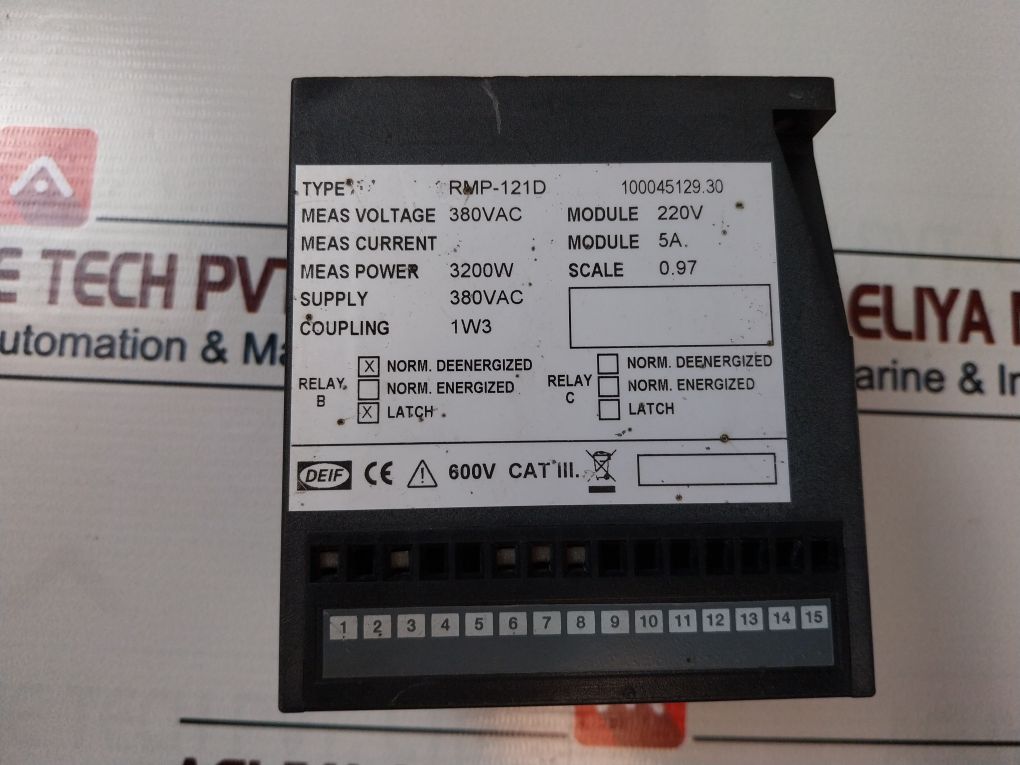 TYPE RMP-121D 100045129.30
MEAS VOLTAGE 380VAC MODULE 220V
MEAS CURRENT MODULE 5A.
MEAS POWER 3200W SCALE 0.97
SUPPLY 380VAC
COUPLING 1W3
RELAY B
X NORM. DEENERGIZED
NORM. ENERGIZED
X LATCH
RELAY C
NORM. DEENERGIZED
NORM. ENERGIZED
LATCH
DEIF CE 600V CAT III.
1 2 3 4 5 6 7 8 9 10 11 12 13 14 15
E TECH PVT
utomation & Ma
ELIYA
arine & In